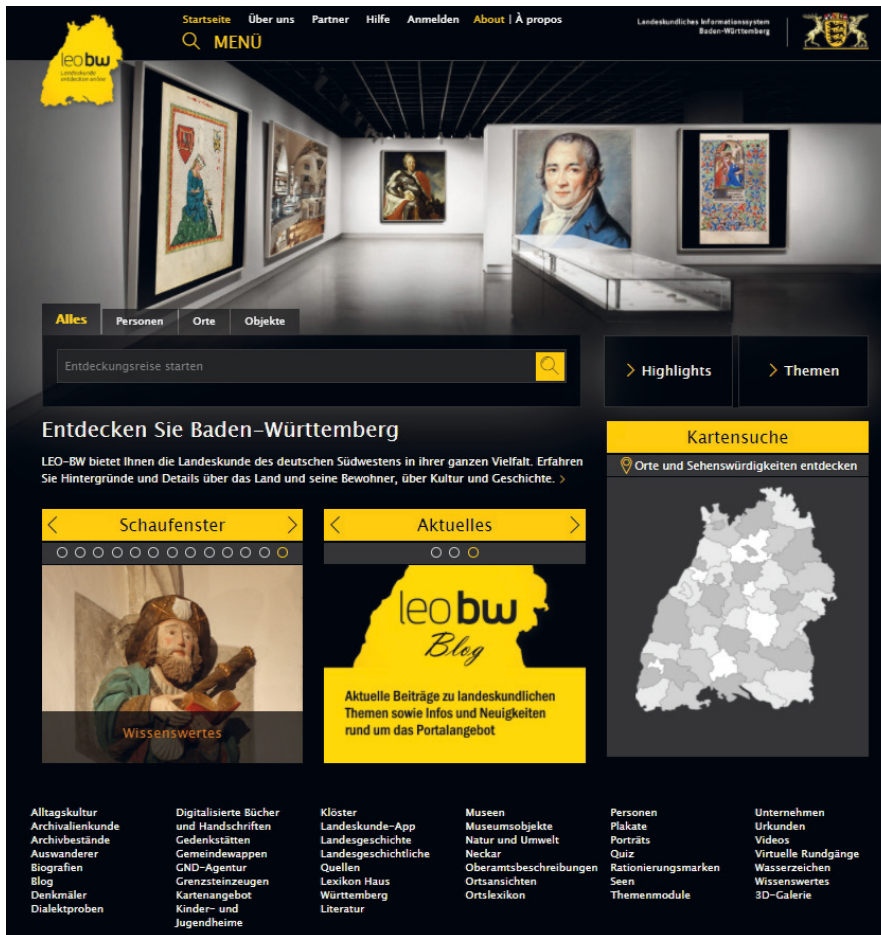 Startseite Über uns Partner Hilfe Anmelden About | À propos
MENÜ
Landeskundliches Informationssystem
Baden-Württemberg
leobw
Landeskunde
entdecken online
Alles Personen Orte Objekte
Entdeckungsreise starten
Highlights
Themen
Entdecken Sie Baden-Württemberg
LEO-BW bietet Ihnen die Landeskunde des deutschen Südwestens in ihrer ganzen Vielfalt. Erfahren
Sie Hintergründe und Details über das Land und seine Bewohner, über Kultur und Geschichte.
Kartensuche
Orte und Sehenswürdigkeiten entdecken
Schaufenster
Wissenswertes
Aktuelles
leobw
Blog
Aktuelle Beiträge zu landeskundlichen
Themen sowie Infos und Neuigkeiten
rund um das Portalangebot
Alltagskultur
Archivalienkunde
Archivbestände
Auswanderer
Biografien
Blog
Denkmäler
Dialektproben
Digitalisierte Bücher
und Handschriften
Gedenkstätten
Gemeindewappen
GND-Agentur
Grenzsteinzeugen
Kartenangebot
Kinder- und
Jugendheime
Klöster
Landeskunde-App
Landesgeschichte
Landesgeschichtliche
Quellen
Lexikon Haus
Württemberg
Literatur
Museen
Museumsobjekte
Natur und Umwelt
Neckar
Oberamtsbeschreibungen
Ortsansichten
Ortslexikon
Personen
Plakate
Porträts
Quiz
Rationierungsmarken
Seen
Themenmodule
Unternehmen
Urkunden
Videos
Virtuelle Rundgänge
Wasserzeichen
Wissenswertes
3D-Galerie